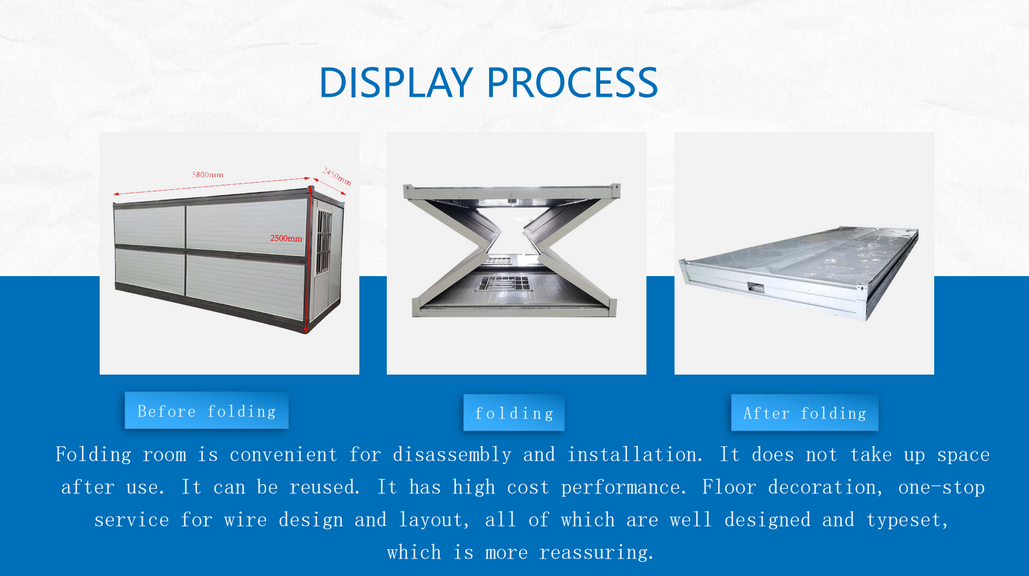 DISPLAY PROCESS
5800mm
2450mm
2500mm
Before folding
folding
After folding
Folding room is convenient for disassembly and installation. It does not take up space
after use. It can be reused. It has high cost performance. Floor decoration, one-stop
service for wire design and layout, all of which are well designed and typeset,
which is more reassuring.